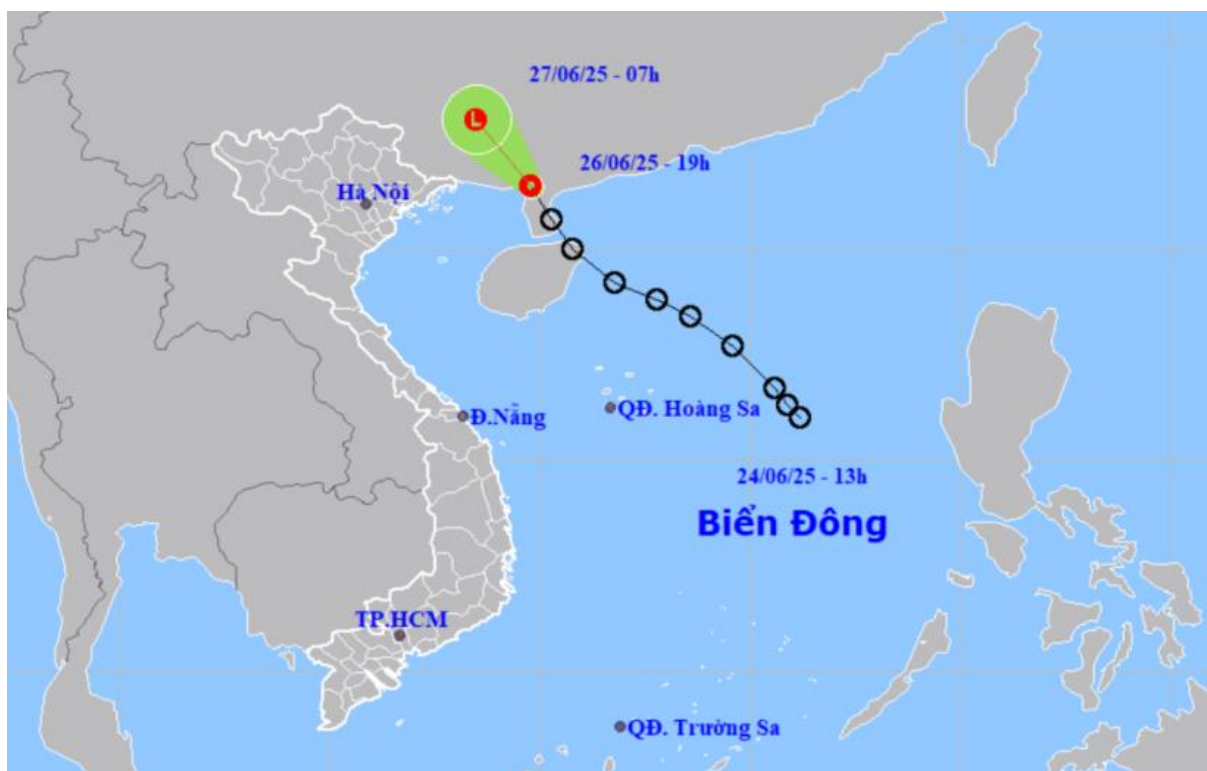 27/06/25 - 07h
L
26/06/25 - 19h
Hà Nội
QĐ. Hoàng Sa
Đ.Nẵng
24/06/25 - 13h
Biển Đông
TP.HCM
QĐ. Trường Sa